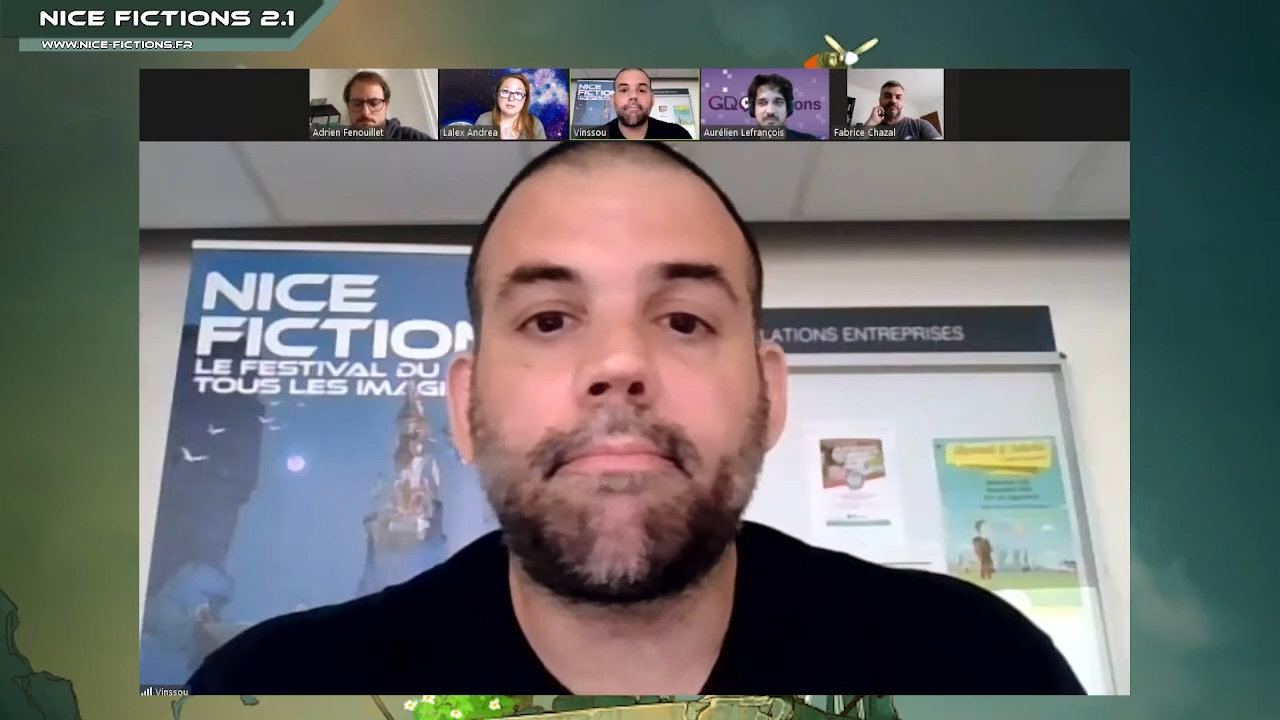 NICE FICTIONS 2.1
WWW.NICE-FICTIONS.FR
Adrien Fenouillet
Lalex Andrea
Vinssou
Aurélien Lefrançois
Fabrice Chazal
NICE
FICTION
LE FESTIVAL DU
TOUS LES IMAGI
LATIONS ENTREPRISES
Vinssou